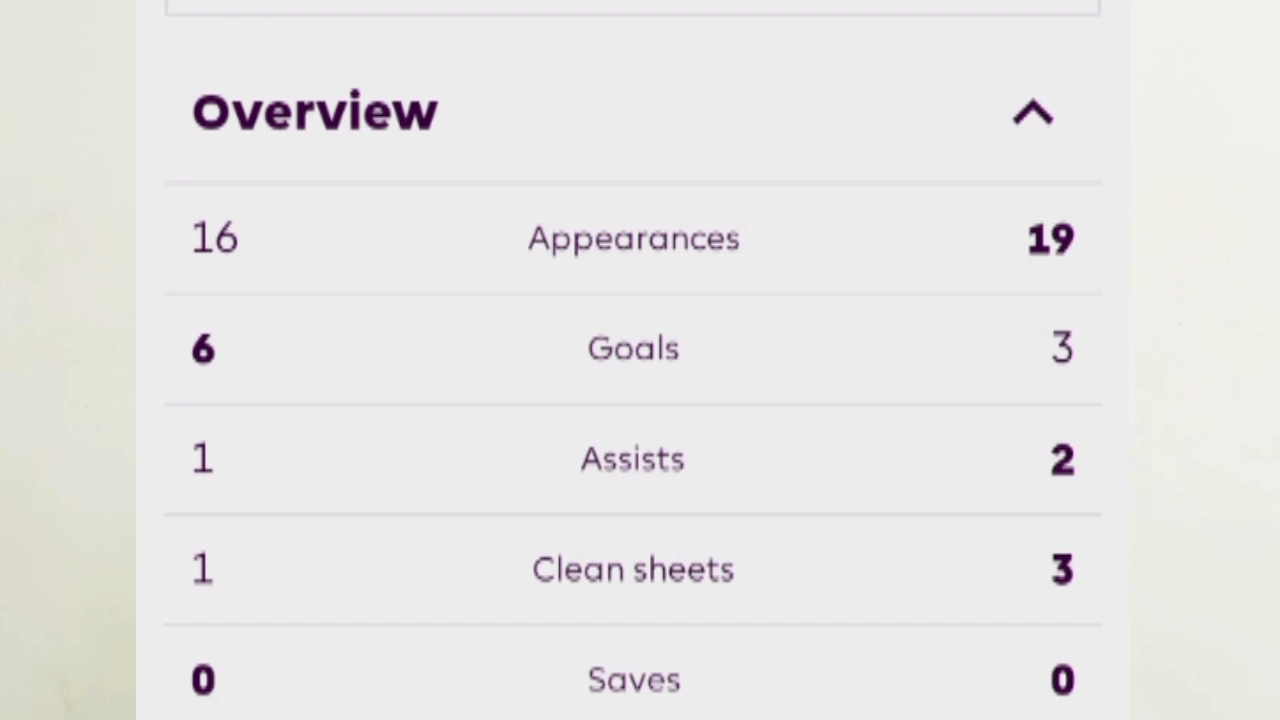 Overview
16 Appearances 19
6 Goals 3
1 Assists 2
1 Clean sheets 3
0 Saves 0